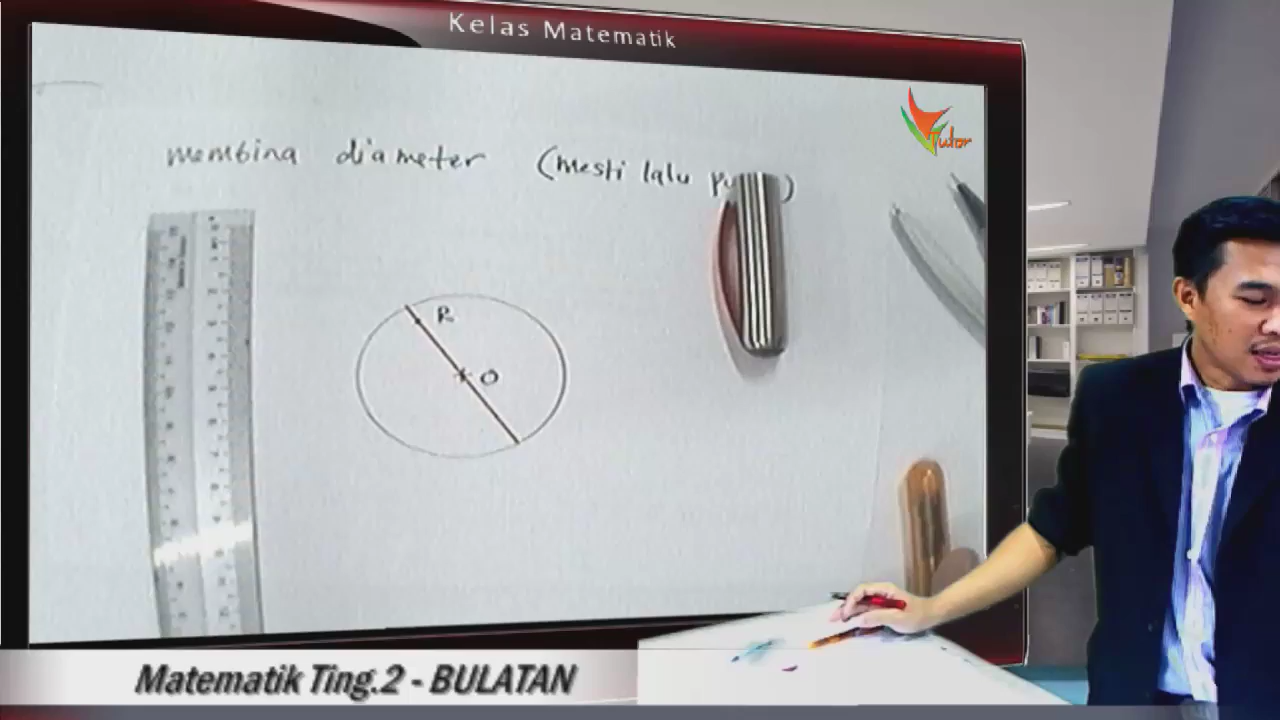 Kelas Matematik
Tutor
membina diameter (mesti lalu
R
O
Matematik Ting.2 - BULATAN